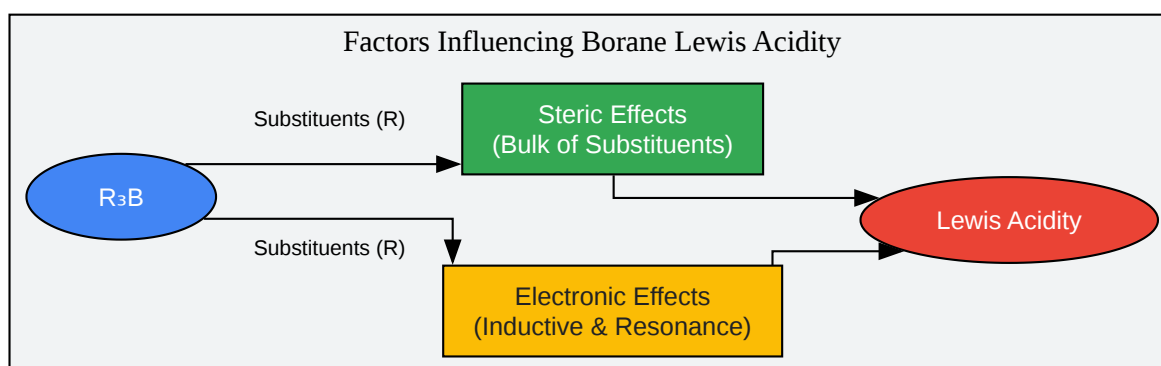 Factors Influencing Borane Lewis Acidity
Substituents (R)
Steric Effects
(Bulk of Substituents)
R₃B
Lewis Acidity
Substituents (R)
Electronic Effects
(Inductive & Resonance)